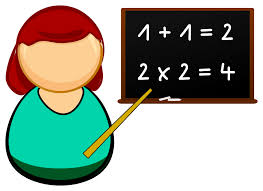 1 + 1 = 2
2 x 2 = 4